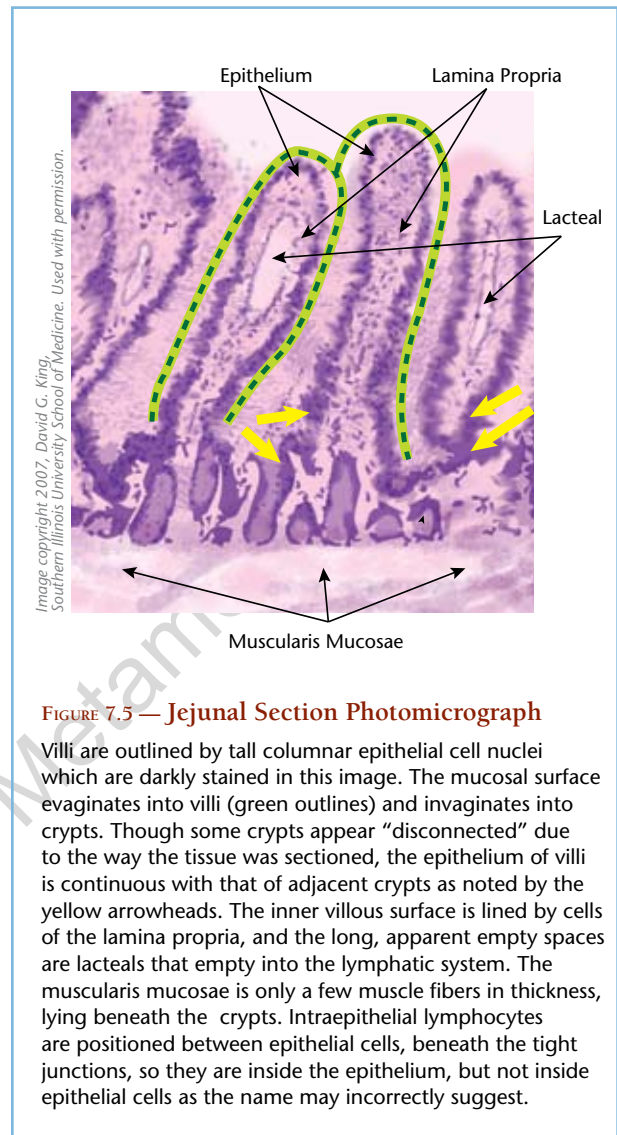 Epithelium
Lamina Propria
Lacteal
Image copyright 2007, David G. King,
Southern Illinois University School of Medicine. Used with permission.
Muscularis Mucosae
FIGURE 7.5 — Jejunal Section Photomicrograph
Villi are outlined by tall columnar epithelial cell nuclei
which are darkly stained in this image. The mucosal surface
evaginates into villi (green outlines) and invaginates into
crypts. Though some crypts appear “disconnected” due
to the way the tissue was sectioned, the epithelium of villi
is continuous with that of adjacent crypts as noted by the
yellow arrowheads. The inner villous surface is lined by cells
of the lamina propria, and the long, apparent empty spaces
are lacteals that empty into the lymphatic system. The
muscularis mucosae is only a few muscle fibers in thickness,
lying beneath the  crypts. Intraepithelial lymphocytes
are positioned between epithelial cells, beneath the tight
junctions, so they are inside the epithelium, but not inside
epithelial cells as the name may incorrectly suggest.